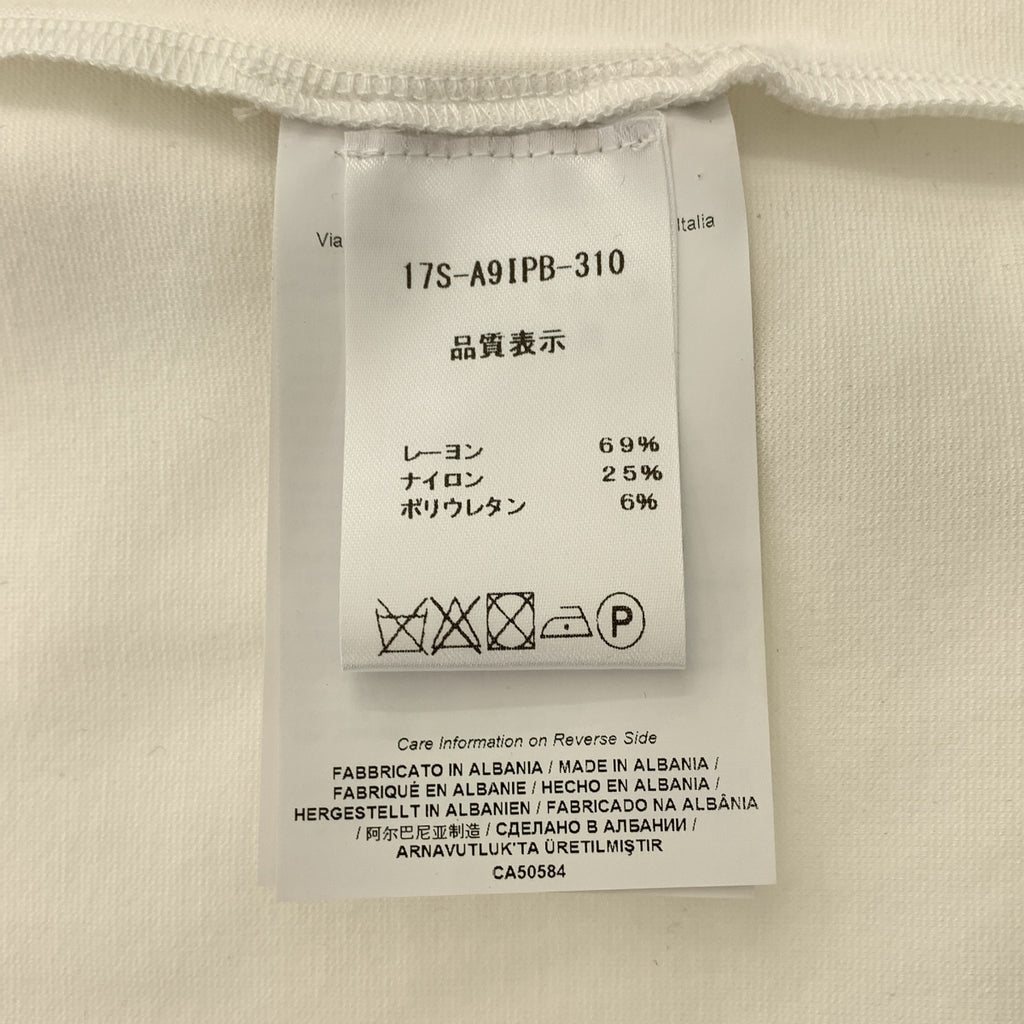 Via
Italia
17S-A9IPB-310
品質表示
レーヨン 69%
ナイロン 25%
ポリウレタン 6%
P
Care Information on Reverse Side
FABBRICATO IN ALBANIA / MADE IN ALBANIA /
FABRIQUÉ EN ALBANIE / HECHO EN ALBANIA /
HERGESTELLT IN ALBANIEN / FABRICADO NA ALBÂNIA
/ 阿尔巴尼亚制造 / СДЕЛАНО В АЛБАНИИ /
ARNAVUTLUK'TA ÜRETILMIŞTIR
CA50584